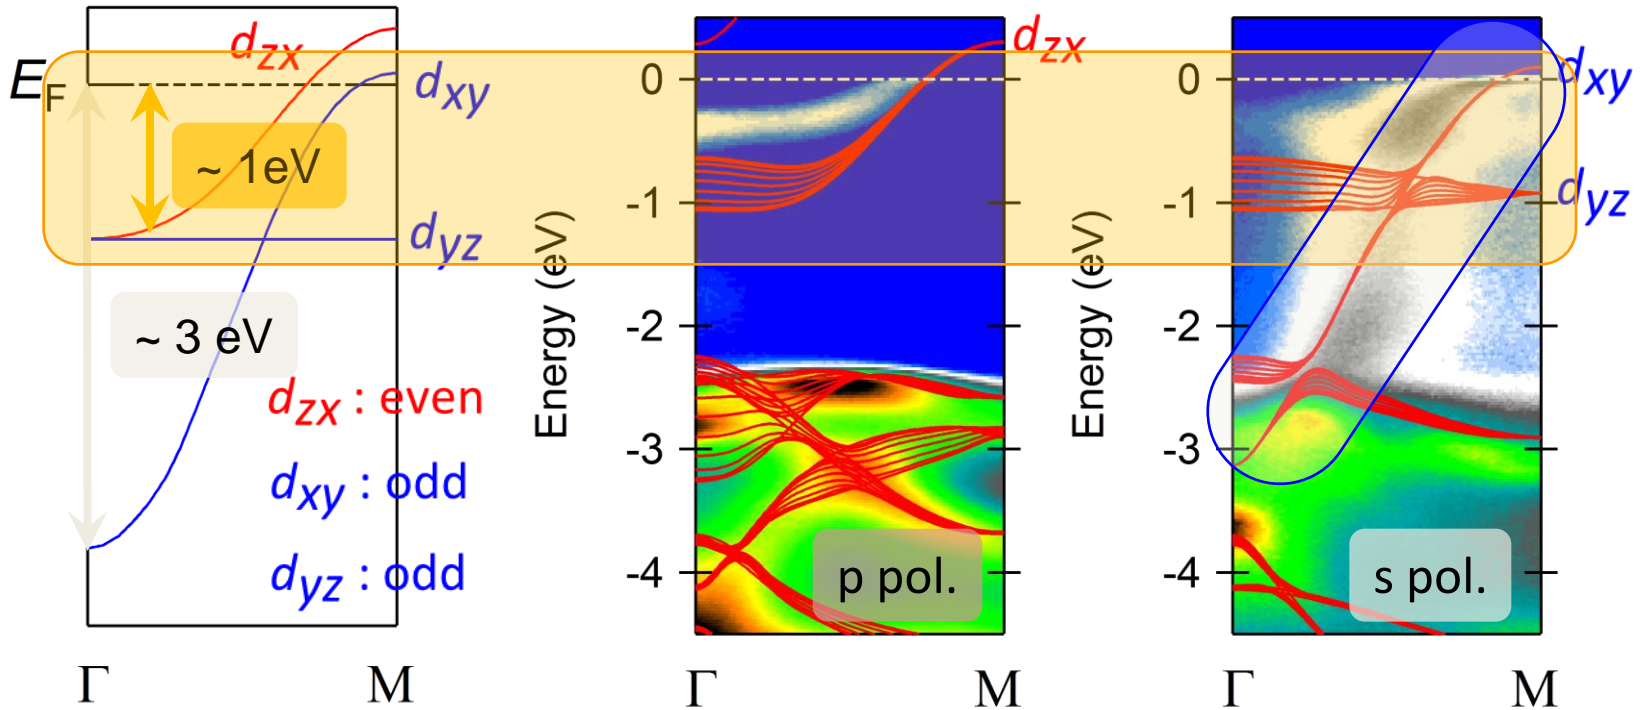 d_zx
E_F
d_xy
~ 1eV
d_yz
~ 3 eV
d_zx : even
d_xy : odd
d_yz : odd
Γ
M
Energy (eV)
0
-1
-2
-3
-4
d_zx
p pol.
Γ
M
Energy (eV)
0
-1
-2
-3
-4
d_xy
d_yz
s pol.
Γ
M